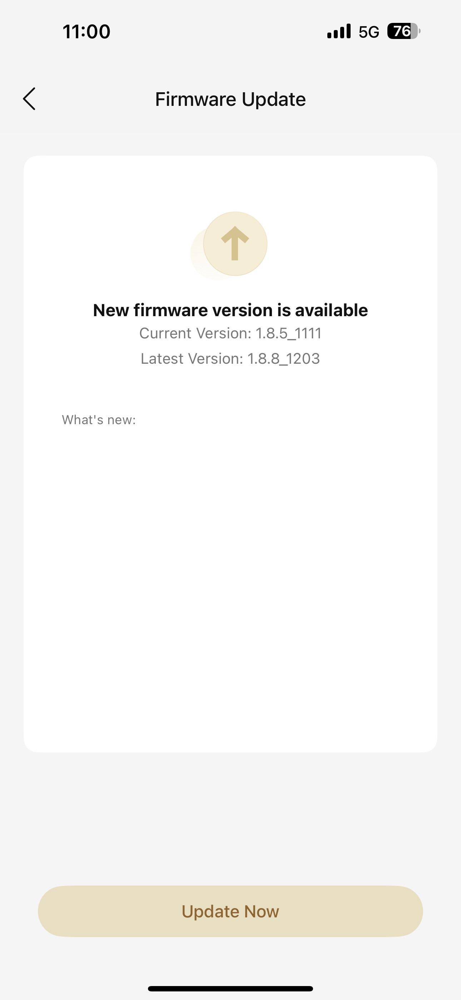 11:00
5G 76
Firmware Update
New firmware version is available
Current Version: 1.8.5_1111
Latest Version: 1.8.8_1203
What's new:
Update Now